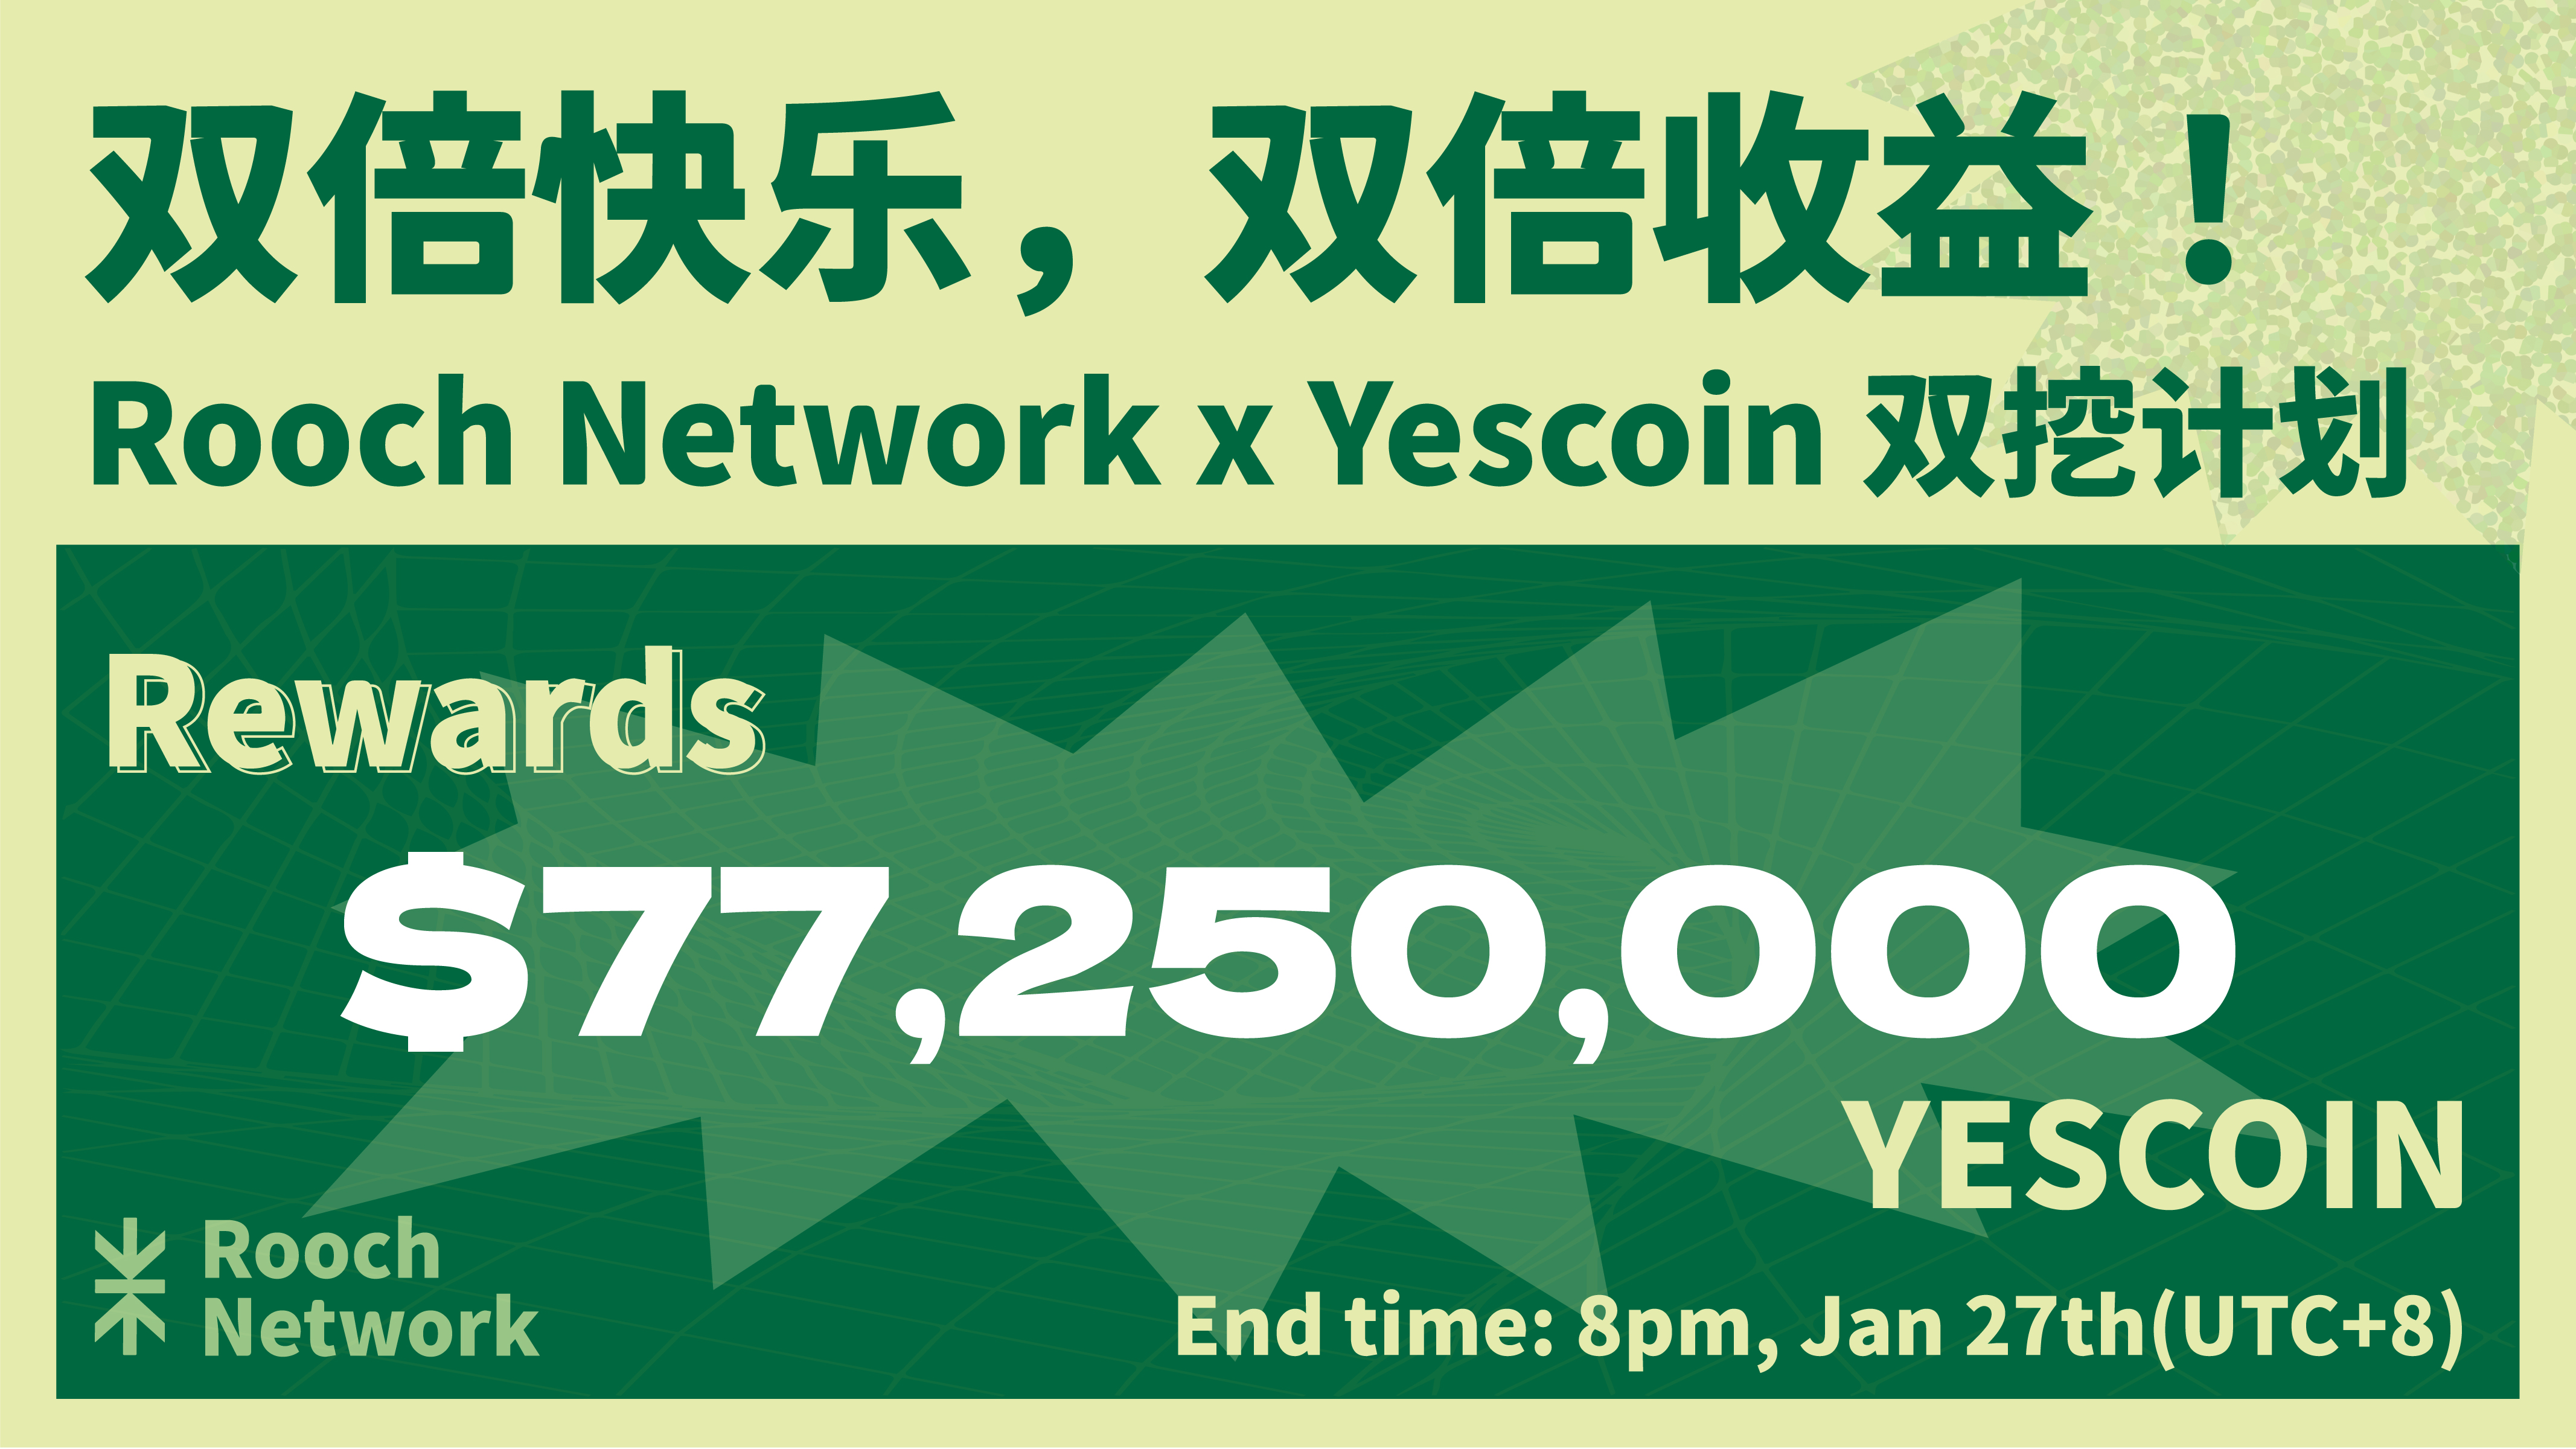 双倍快乐，双倍收益！
Rooch Network x Yescoin 双挖计划
Rewards
$77,250,000
YESCOIN
Rooch
Network
End time: 8pm, Jan 27th(UTC+8)